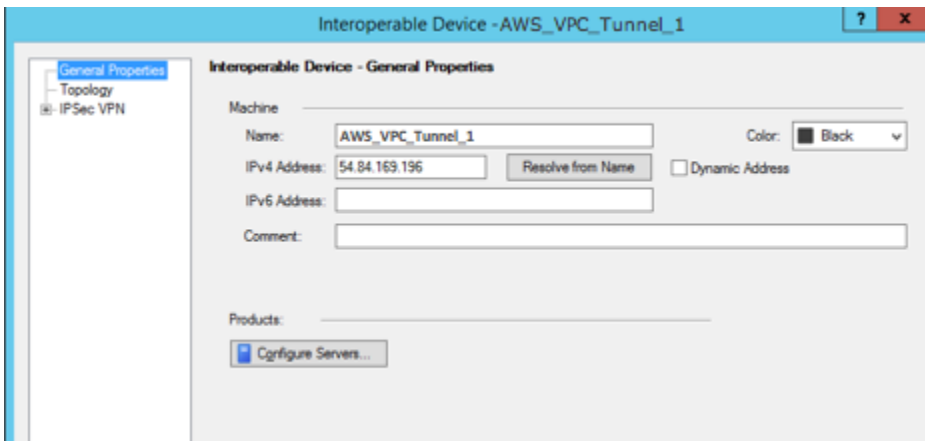 Interoperable Device -AWS_VPC_Tunnel_1
? x
General Properties
Topology
IPSec VPN
Interoperable Device - General Properties
Machine
Name: AWS_VPC_Tunnel_1 Color: Black
IPv4 Address: 54.84.169.196 Resolve from Name Dynamic Address
IPv6 Address:
Comment:
Products:
Configure Servers...